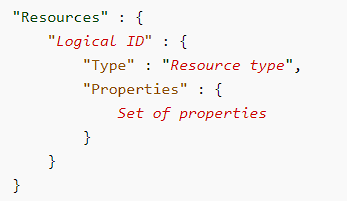 "Resources" : {
    "Logical ID" : {
        "Type" : "Resource type",
        "Properties" : {
            Set of properties
        }
    }
}